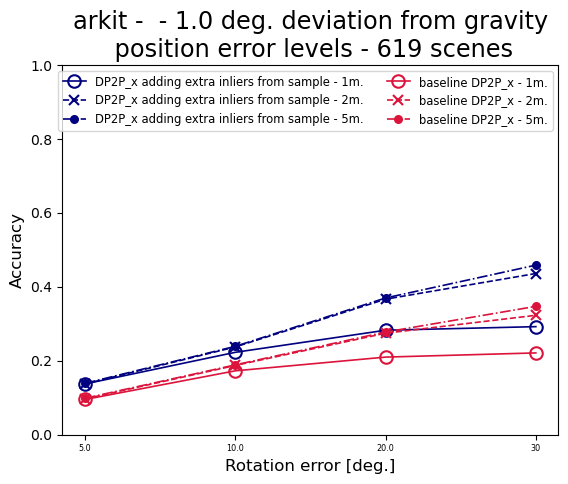 arkit -  - 1.0 deg. deviation from gravity
position error levels - 619 scenes
DP2P_x adding extra inliers from sample - 1m.
DP2P_x adding extra inliers from sample - 2m.
DP2P_x adding extra inliers from sample - 5m.
baseline DP2P_x - 1m.
baseline DP2P_x - 2m.
baseline DP2P_x - 5m.
Accuracy
1.0
0.8
0.6
0.4
0.2
0.0
5.0 10.0 20.0 30
Rotation error [deg.]